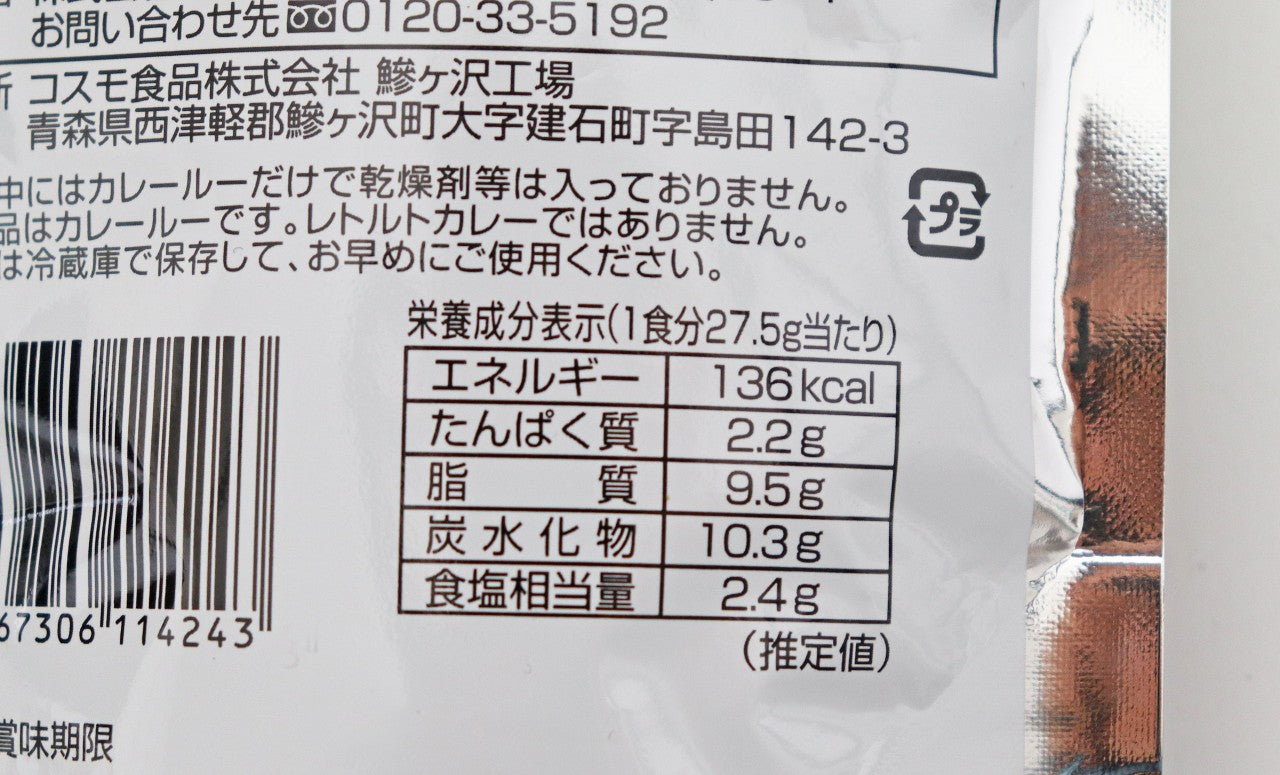 お問い合わせ先 0120-33-5192
所 コスモ食品株式会社 鰺ヶ沢工場
青森県西津軽郡鰺ヶ沢町大字建石町字島田142-3
中にはカレールーだけで乾燥剤等は入っておりません。
品はカレールーです。レトルトカレーではありません。
は冷蔵庫で保存して、お早めにご使用ください。
プラ
栄養成分表示(1食分27.5g当たり)
エネルギー 136kcal
たんぱく質 2.2g
脂質 9.5g
炭水化物 10.3g
食塩相当量 2.4g
(推定値)
67306 114243
賞味期限